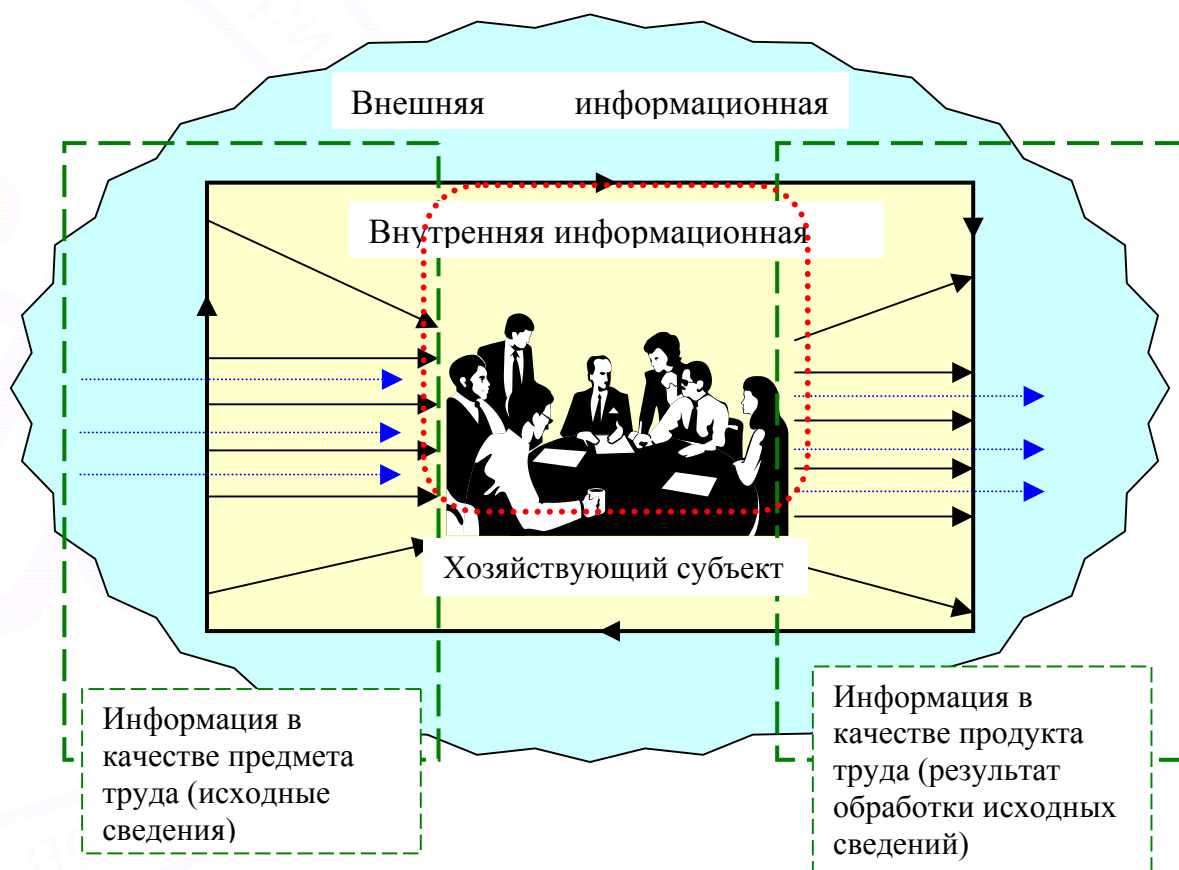 Внешняя информационная
Внутренняя информационная
Хозяйствующий субъект
Информация в
качестве предмета
труда (исходные
сведения)
Информация в
качестве продукта
труда (результат
обработки исходных
сведений)